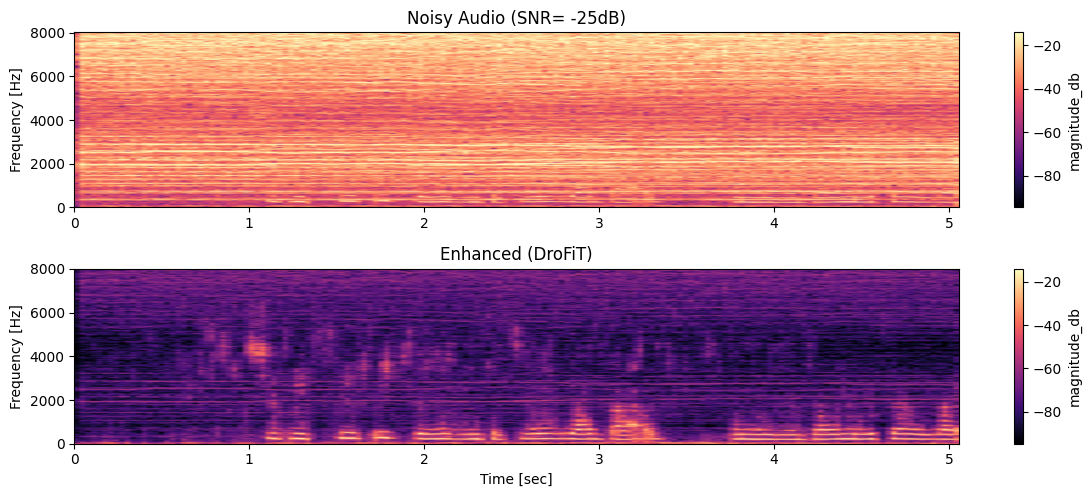 Noisy Audio (SNR= -25dB)
8000
6000
4000
2000
0
Frequency [Hz]
0 1 2 3 4 5
−20
−40
−60
−80
magnitude_db
Enhanced (DroFiT)
8000
6000
4000
2000
0
Frequency [Hz]
0 1 2 3 4 5
Time [sec]
−20
−40
−60
−80
magnitude_db